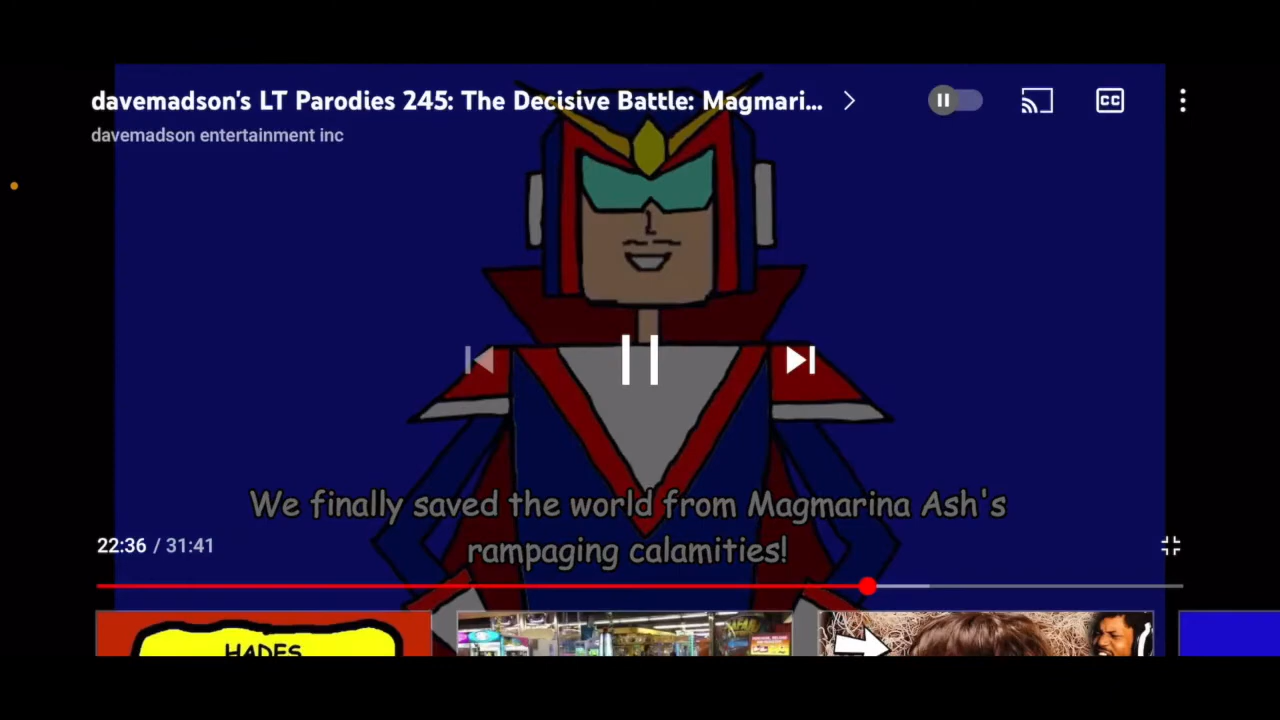 davemadson's LT Parodies 245: The Decisive Battle: Magmari...
CC
davemadson entertainment inc
We finally saved the world from Magmarina Ash's
rampaging calamities!
22:36 / 31:41
HADES